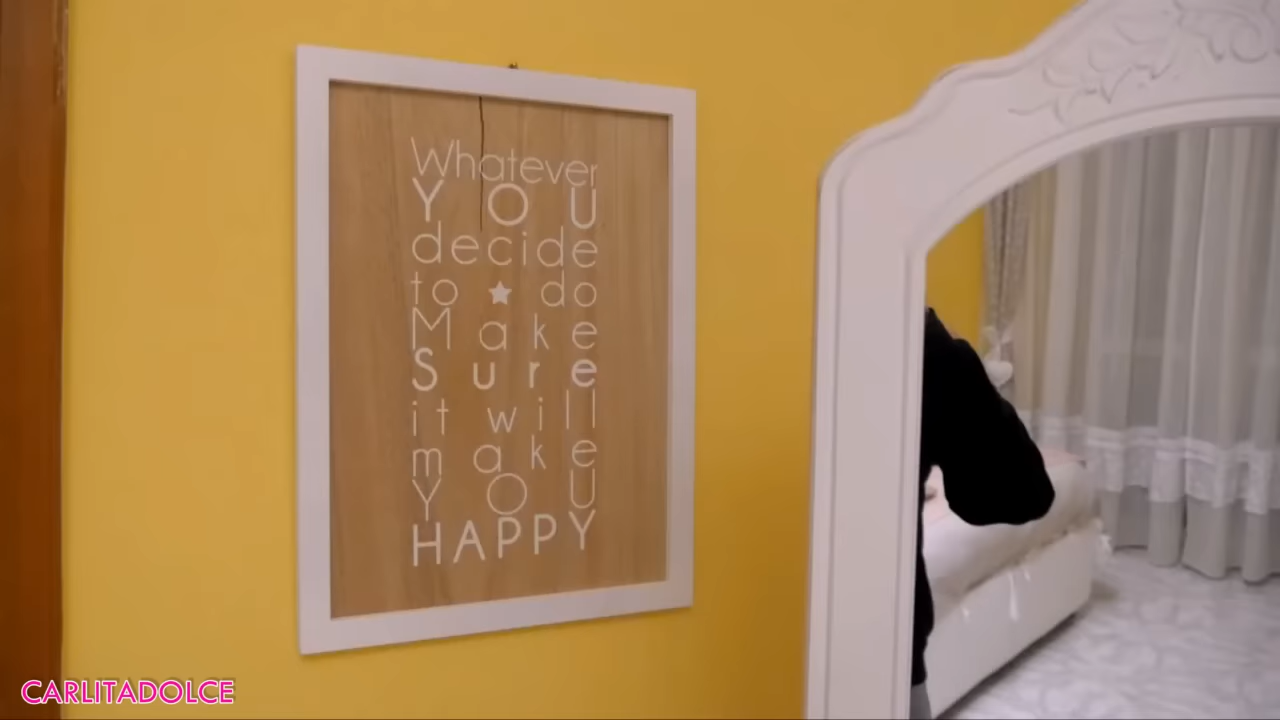 Whatever
YOU
decide
to ★ do
Make
Sure
it will
make
YOU
HAPPY
CARLITADOLCE